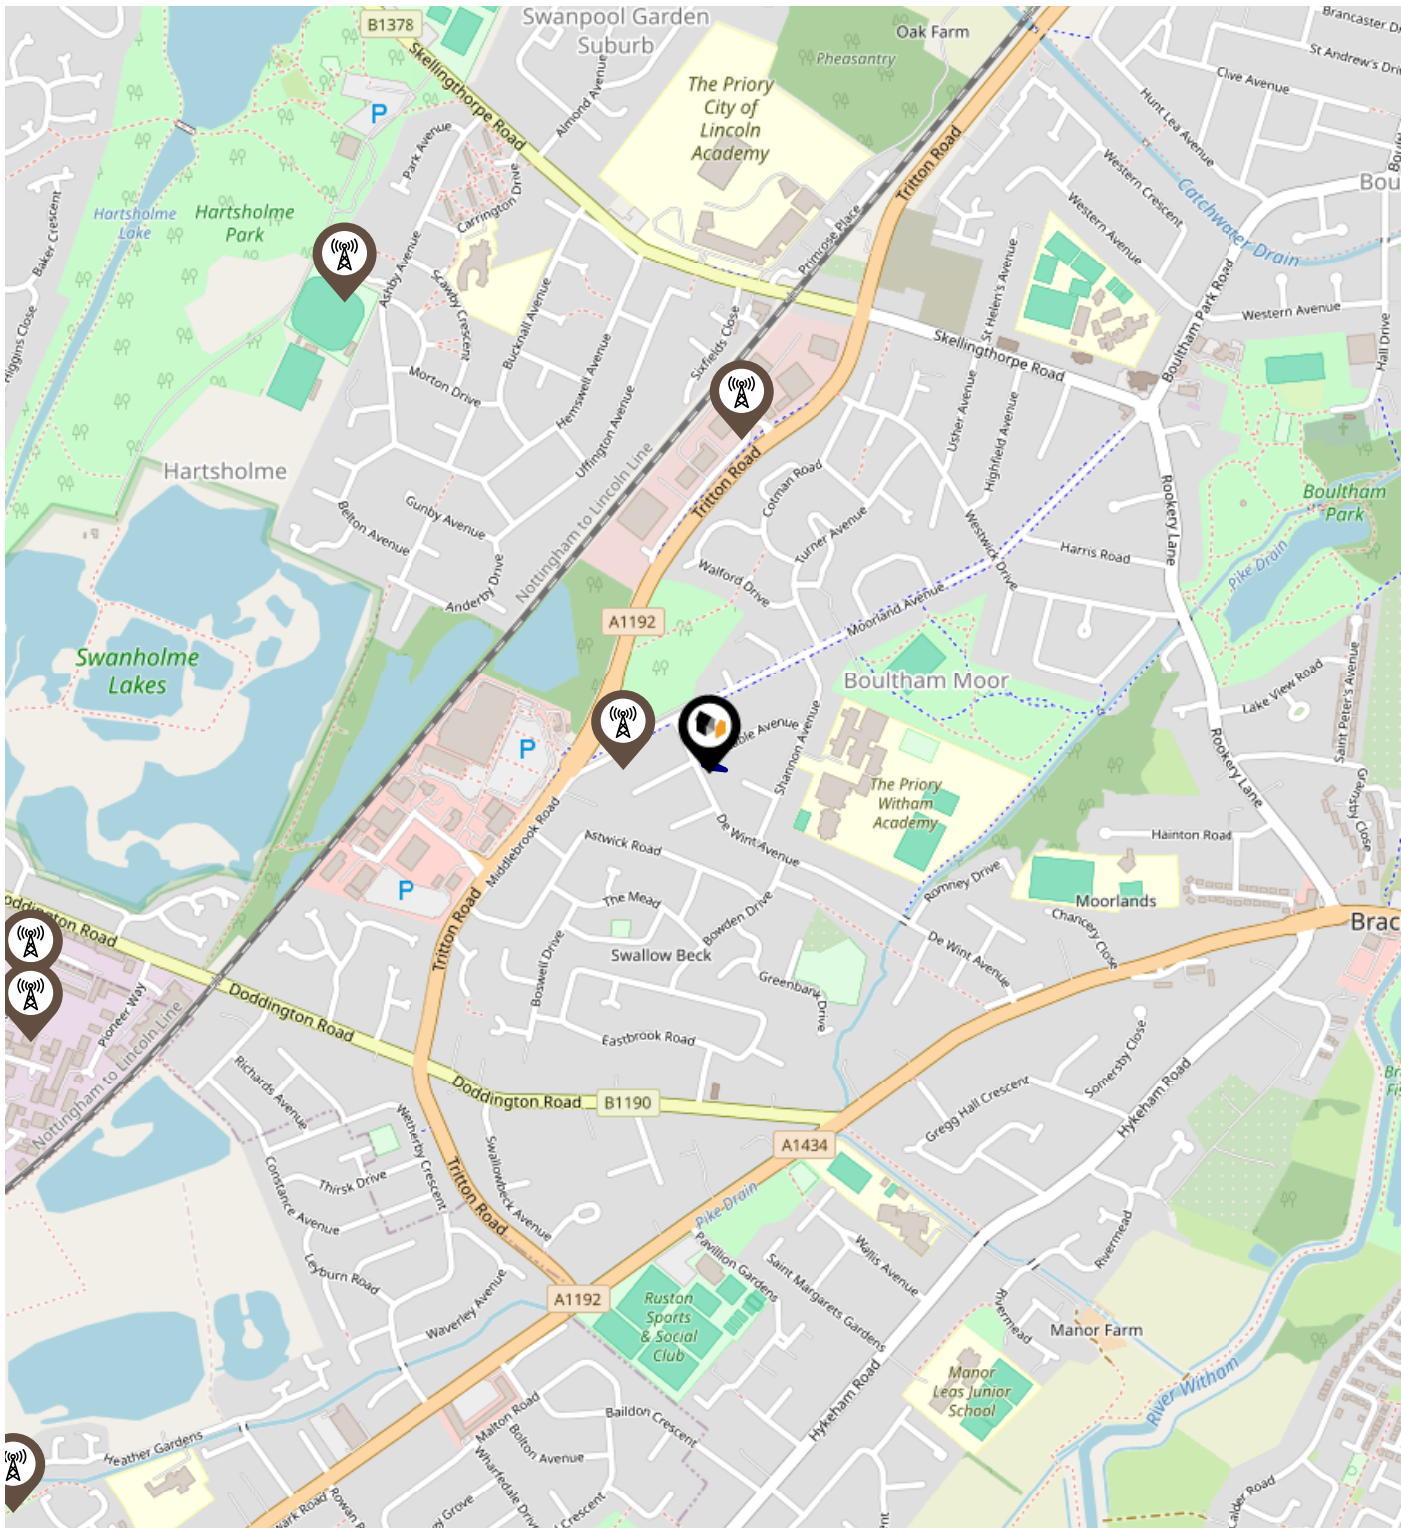 B1378
Swanpool Garden
Suburb
Oak Farm
Clive Avenue
Pheasantry
Skellingthorpe Road
Almond Avenue
The Priory
City of
Lincoln
Academy
Hunt Lea Avenue
P
Park Avenue
Tritton Road
Western Crescent
Catchwater Drain
Carrington Drive
Western Avenue
Baker Crescent
Hartsholme
Lake
Hartsholme
Park
Primrose Place
Ashby Avenue
Scawby Crescent
Bucknall Avenue
St Helen's Avenue
Boultham Park Road
Western Avenue
Higgins Close
Sixfields Close
Skellingthorpe Road
Hall Drive
Morton Drive
Hemswell Avenue
Uffington Avenue
Usher Avenue
Highfield Avenue
Hartsholme
Nottingham to Lincoln Line
Tritton Road
Cotman Road
Rookery Lane
Boultham
Park
Belton Avenue
Gunby Avenue
Turner Avenue
Westwick Drive
Harris Road
Pike Drain
Anderby Drive
Walford Drive
Moorland Avenue
A1192
Swanholme
Lakes
Boultham Moor
Saint Peter's Avenue
Lake View Road
P
Shannon Avenue
Rookery Lane
The Priory
Witham
Academy
Grainsby Close
Middlebrook Road
De Wint Avenue
Astwick Road
Hainton Road
P
The Mead
Romney Drive
Moorlands
Tritton Road
Bowden Drive
Chancery Close
Swallow Beck
De Wint Avenue
Boswell Drive
Greenbank Drive
Pioneer Way
Doddington Road
Nottingham to Lincoln Line
Eastbrook Road
Somersby Close
Richards Avenue
Doddington Road
B1190
Gregg Hall Crescent
Hykeham Road
Wetherby Crescent
A1434
Swallowbeck Avenue
Thirsk Drive
Constance Avenue
Tritton Road
Pike Drain
Leyburn Road
Pavillion Gardens
Wallis Avenue
Rivermead
Saint Margarets Gardens
Waverley Avenue
A1192
Ruston
Sports
& Social
Club
Rivermead
Manor Farm
Manor
Leas Junior
School
River Witham
Hykeham Road
Malton Road
Baildon Crescent
Bolton Avenue
Heather Gardens